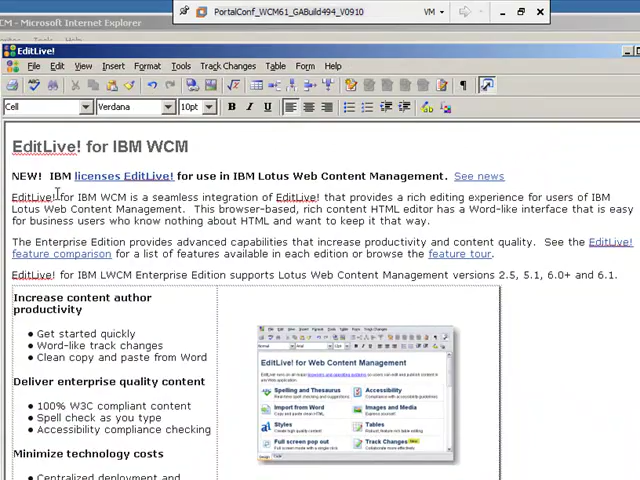 PortalConf_WCM61_GABuild494_V0910
VM
CM - Microsoft Internet Explorer
EditLive!
File Edit View Insert Format Tools Track Changes Table Form Help
Cell Verdana 10pt B I U
EditLive! for IBM WCM
NEW! IBM licenses EditLive! for use in IBM Lotus Web Content Management. See news
EditLive! for IBM WCM is a seamless integration of EditLive! that provides a rich editing experience for users of IBM
Lotus Web Content Management. This browser-based, rich content HTML editor has a Word-like interface that is easy
for business users who know nothing about HTML and want to keep it that way.
The Enterprise Edition provides advanced capabilities that increase productivity and content quality. See the EditLive!
feature comparison for a list of features available in each edition or browse the feature tour.
EditLive! for IBM LWCM Enterprise Edition supports Lotus Web Content Management versions 2.5, 5.1, 6.0+ and 6.1.
Increase content author
productivity
• Get started quickly
• Word-like track changes
• Clean copy and paste from Word
Deliver enterprise quality content
• 100% W3C compliant content
• Spell check as you type
• Accessibility compliance checking
Minimize technology costs
• Centralized deployment and
EditLive! for Web Content Management
Spelling and Thesaurus
Accessibility
Import from Word
Images and Media
Styles
Tables
Full screen pop out
Track Changes